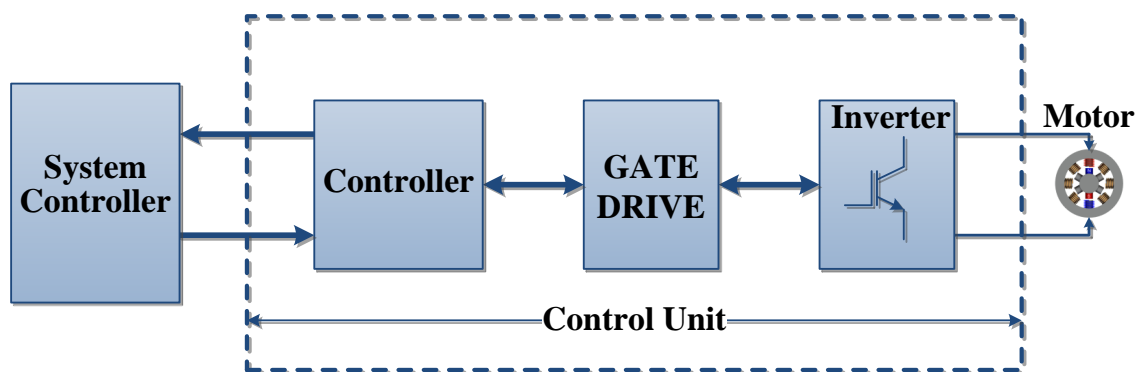 System
Controller
Controller
GATE
DRIVE
Inverter
Motor
Control Unit